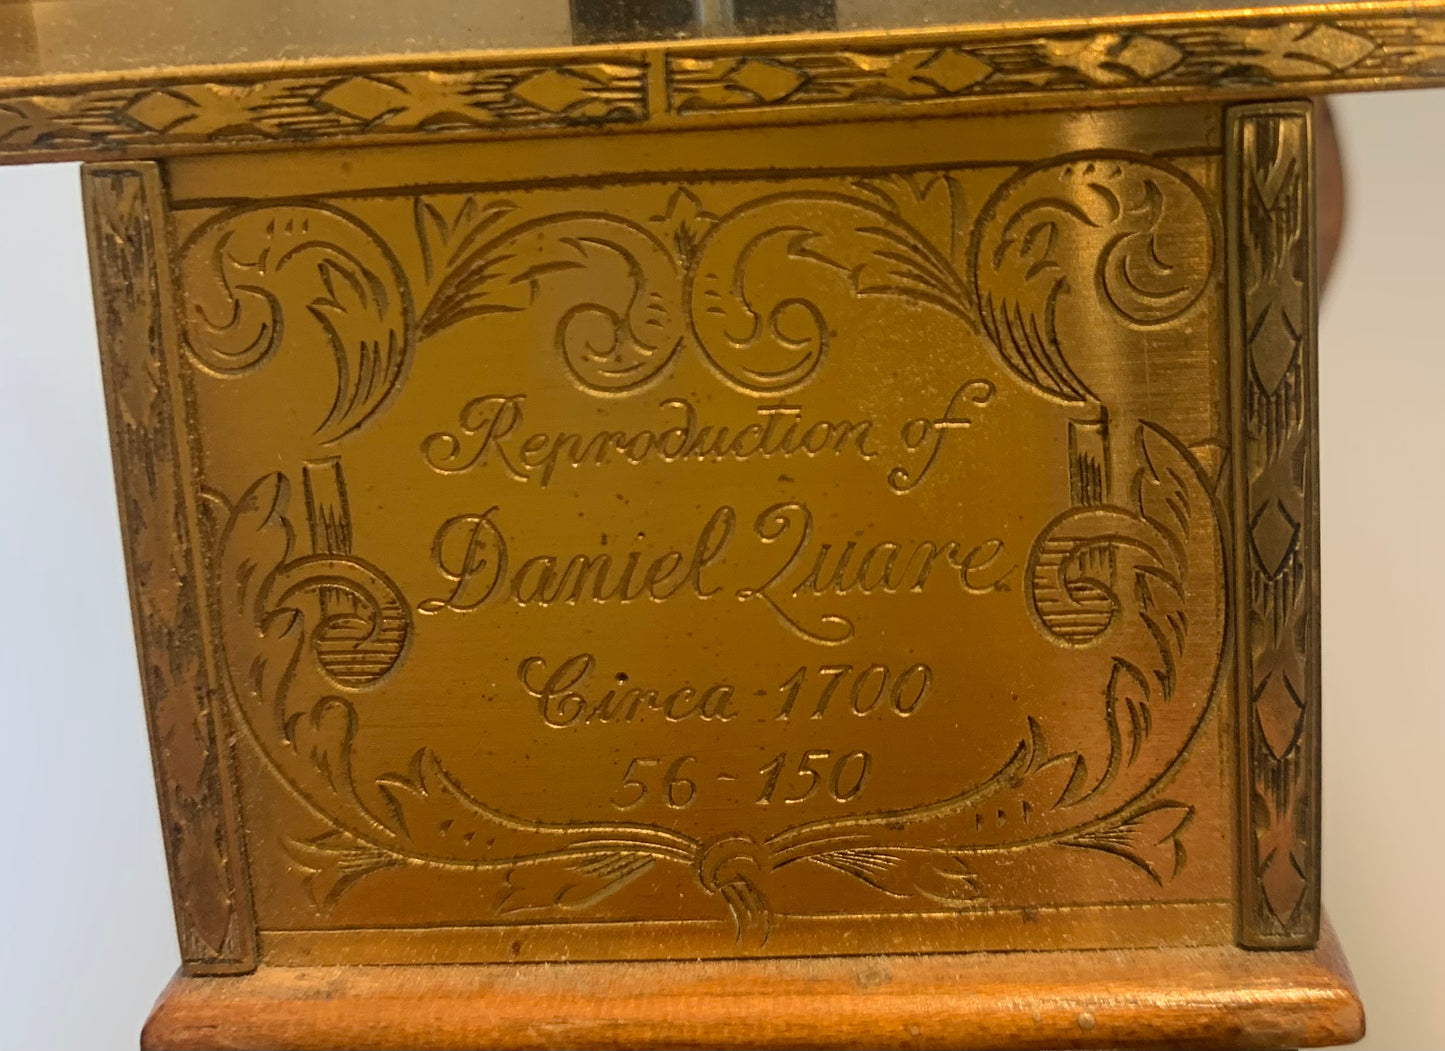 Reproduction of
Daniel Quare
Circa 1700
56-150